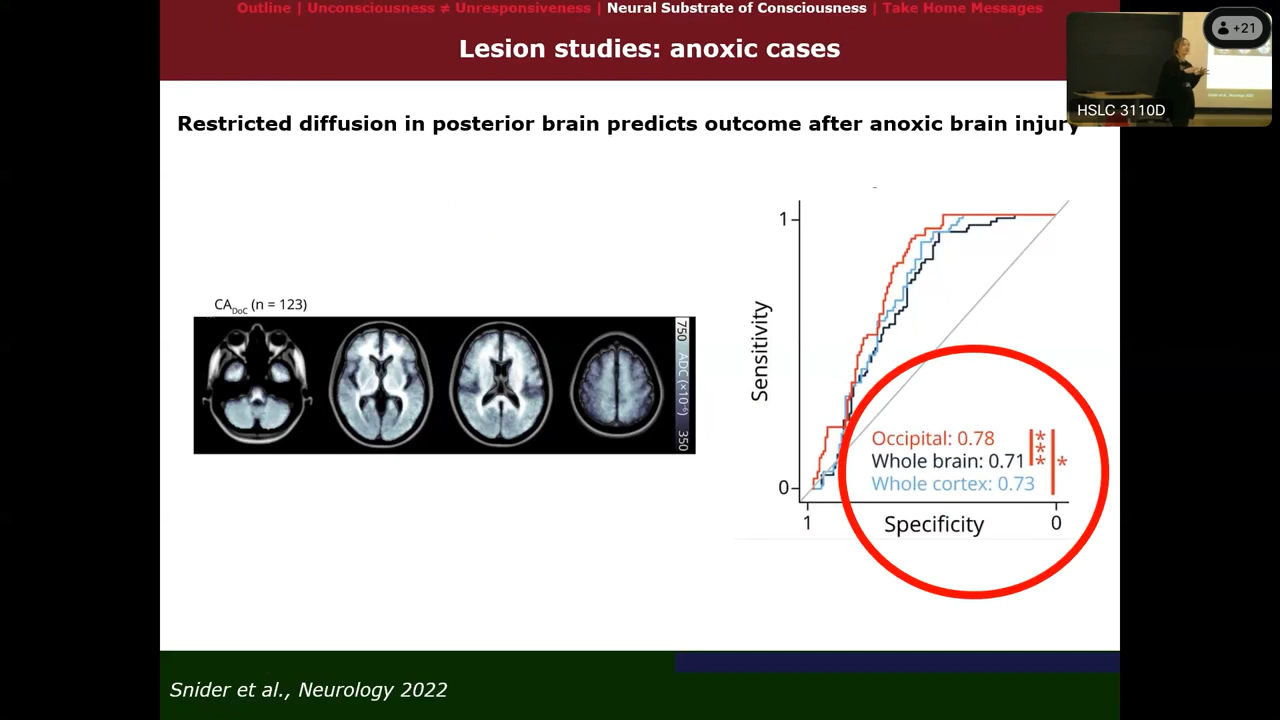 Outline | Unconsciousness ≠ Unresponsiveness | Neural Substrate of Consciousness | Take Home Messages
Lesion studies: anoxic cases
+21
HSLC 3110D
Restricted diffusion in posterior brain predicts outcome after anoxic brain injury
CA DoC (n = 123)
750
ADC (×10⁻⁶)
350
Sensitivity
1
0
Occipital: 0.78
Whole brain: 0.71
Whole cortex: 0.73
***
*
1
0
Specificity
Snider et al., Neurology 2022